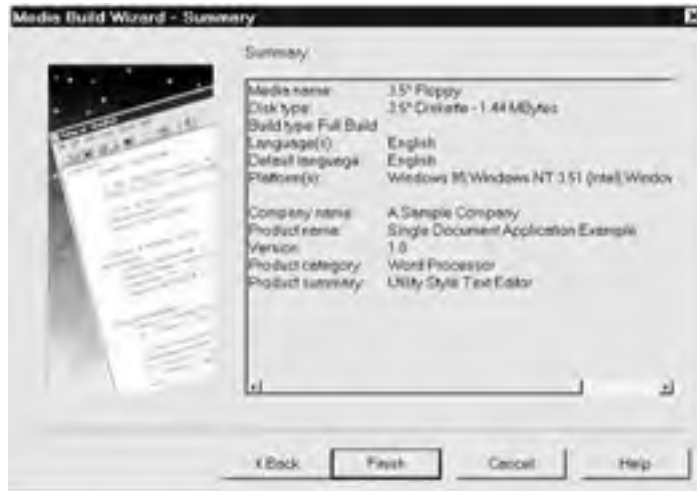 Media Build Wizard - Summary
Summary
Media name: 3.5" Floppy
Disk type: 3.5" Diskette - 1.44 MBytes
Build type: Full Build
Language(s): English
Default language: English
Platform(s): Windows 95;Windows NT 3.51 (Intel);Window
Company name: A Sample Company
Product name: Single Document Application Example
Version: 1.0
Product category: Word Processor
Product summary: Utility Style Text Editor
< Back
Finish
Cancel
Help